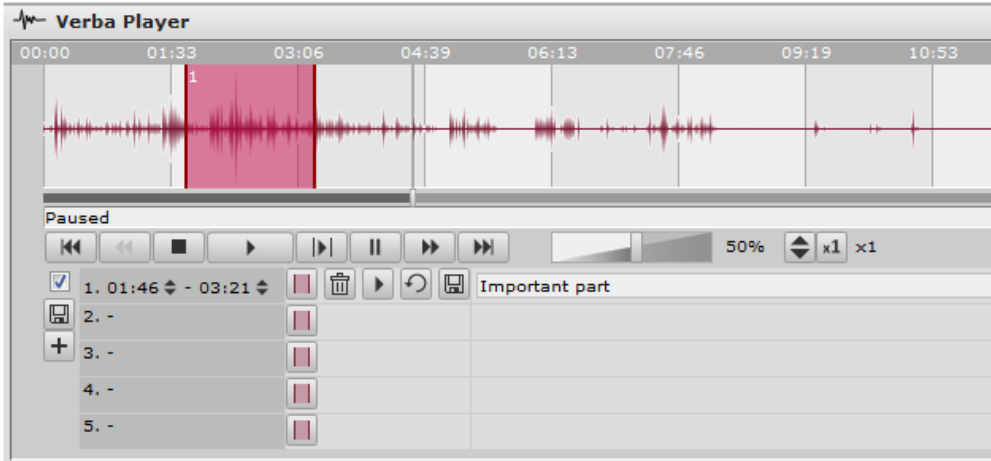 Verba Player
00:00 01:33 03:06 04:39 06:13 07:46 09:19 10:53
1
Paused
50% x1 x1
1. 01:46 - 03:21 Important part
2. -
3. -
4. -
5. -